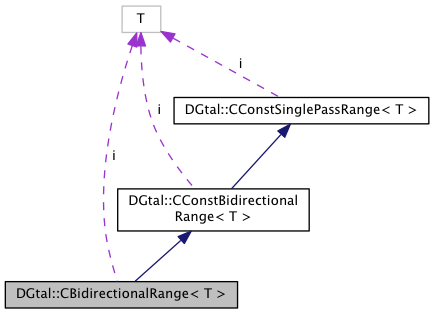 T
i
DGtal::CConstSinglePassRange< T >
i
i
DGtal::CConstBidirectional
Range< T >
DGtal::CBidirectionalRange< T >